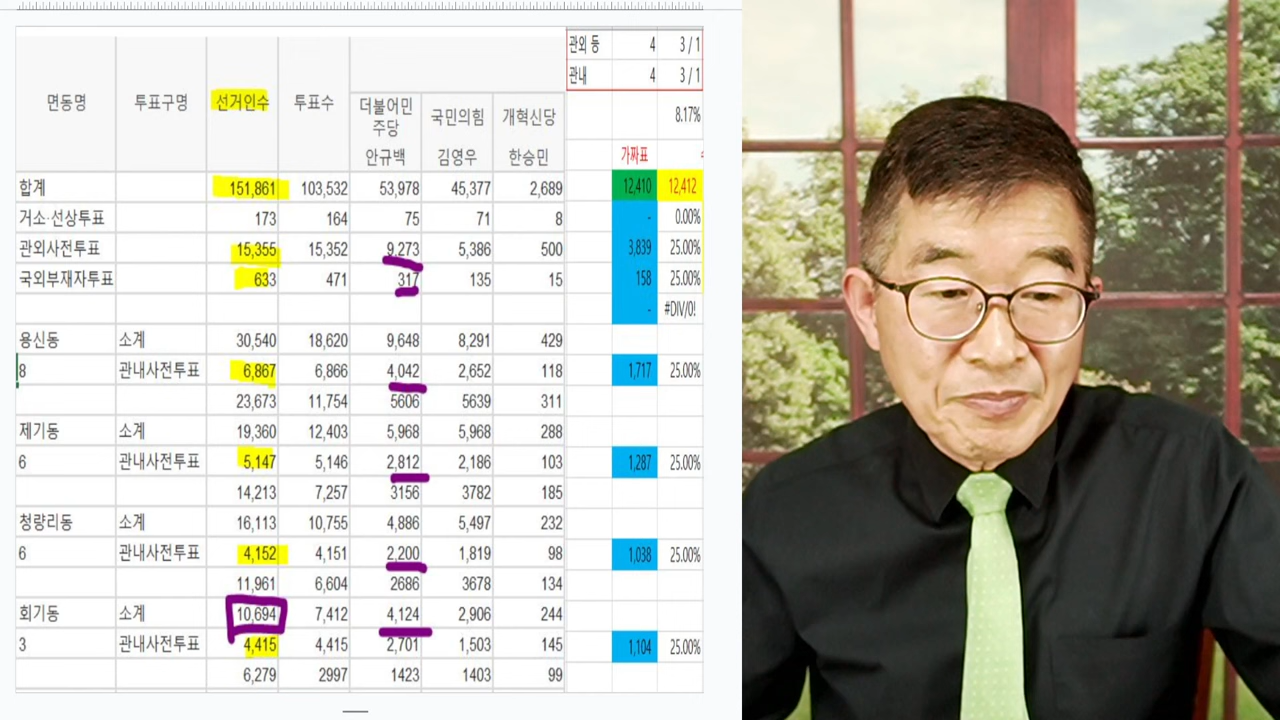 관외 등 4 3 / 1
관내 4 3 / 1
면동명 투표구명 선거인수 투표수 더불어민주당 안규백 국민의힘 김영우 개혁신당 한승민 8.17%
가짜표
합계 151,861 103,532 53,978 45,377 2,689 12,410 12,412
거소·선상투표 173 164 75 71 8 - 0.00%
관외사전투표 15,355 15,352 9,273 5,386 500 3,839 25.00%
국외부재자투표 633 471 317 135 15 158 25.00%
- #DIV/0!
용신동 소계 30,540 18,620 9,648 8,291 429
8 관내사전투표 6,867 6,866 4,042 2,652 118 1,717 25.00%
23,673 11,754 5606 5639 311
제기동 소계 19,360 12,403 5,968 5,968 288
6 관내사전투표 5,147 5,146 2,812 2,186 103 1,287 25.00%
14,213 7,257 3156 3782 185
청량리동 소계 16,113 10,755 4,886 5,497 232
6 관내사전투표 4,152 4,151 2,200 1,819 98 1,038 25.00%
11,961 6,604 2686 3678 134
회기동 소계 10,694 7,412 4,124 2,906 244
3 관내사전투표 4,415 4,415 2,701 1,503 145 1,104 25.00%
6,279 2997 1423 1403 99